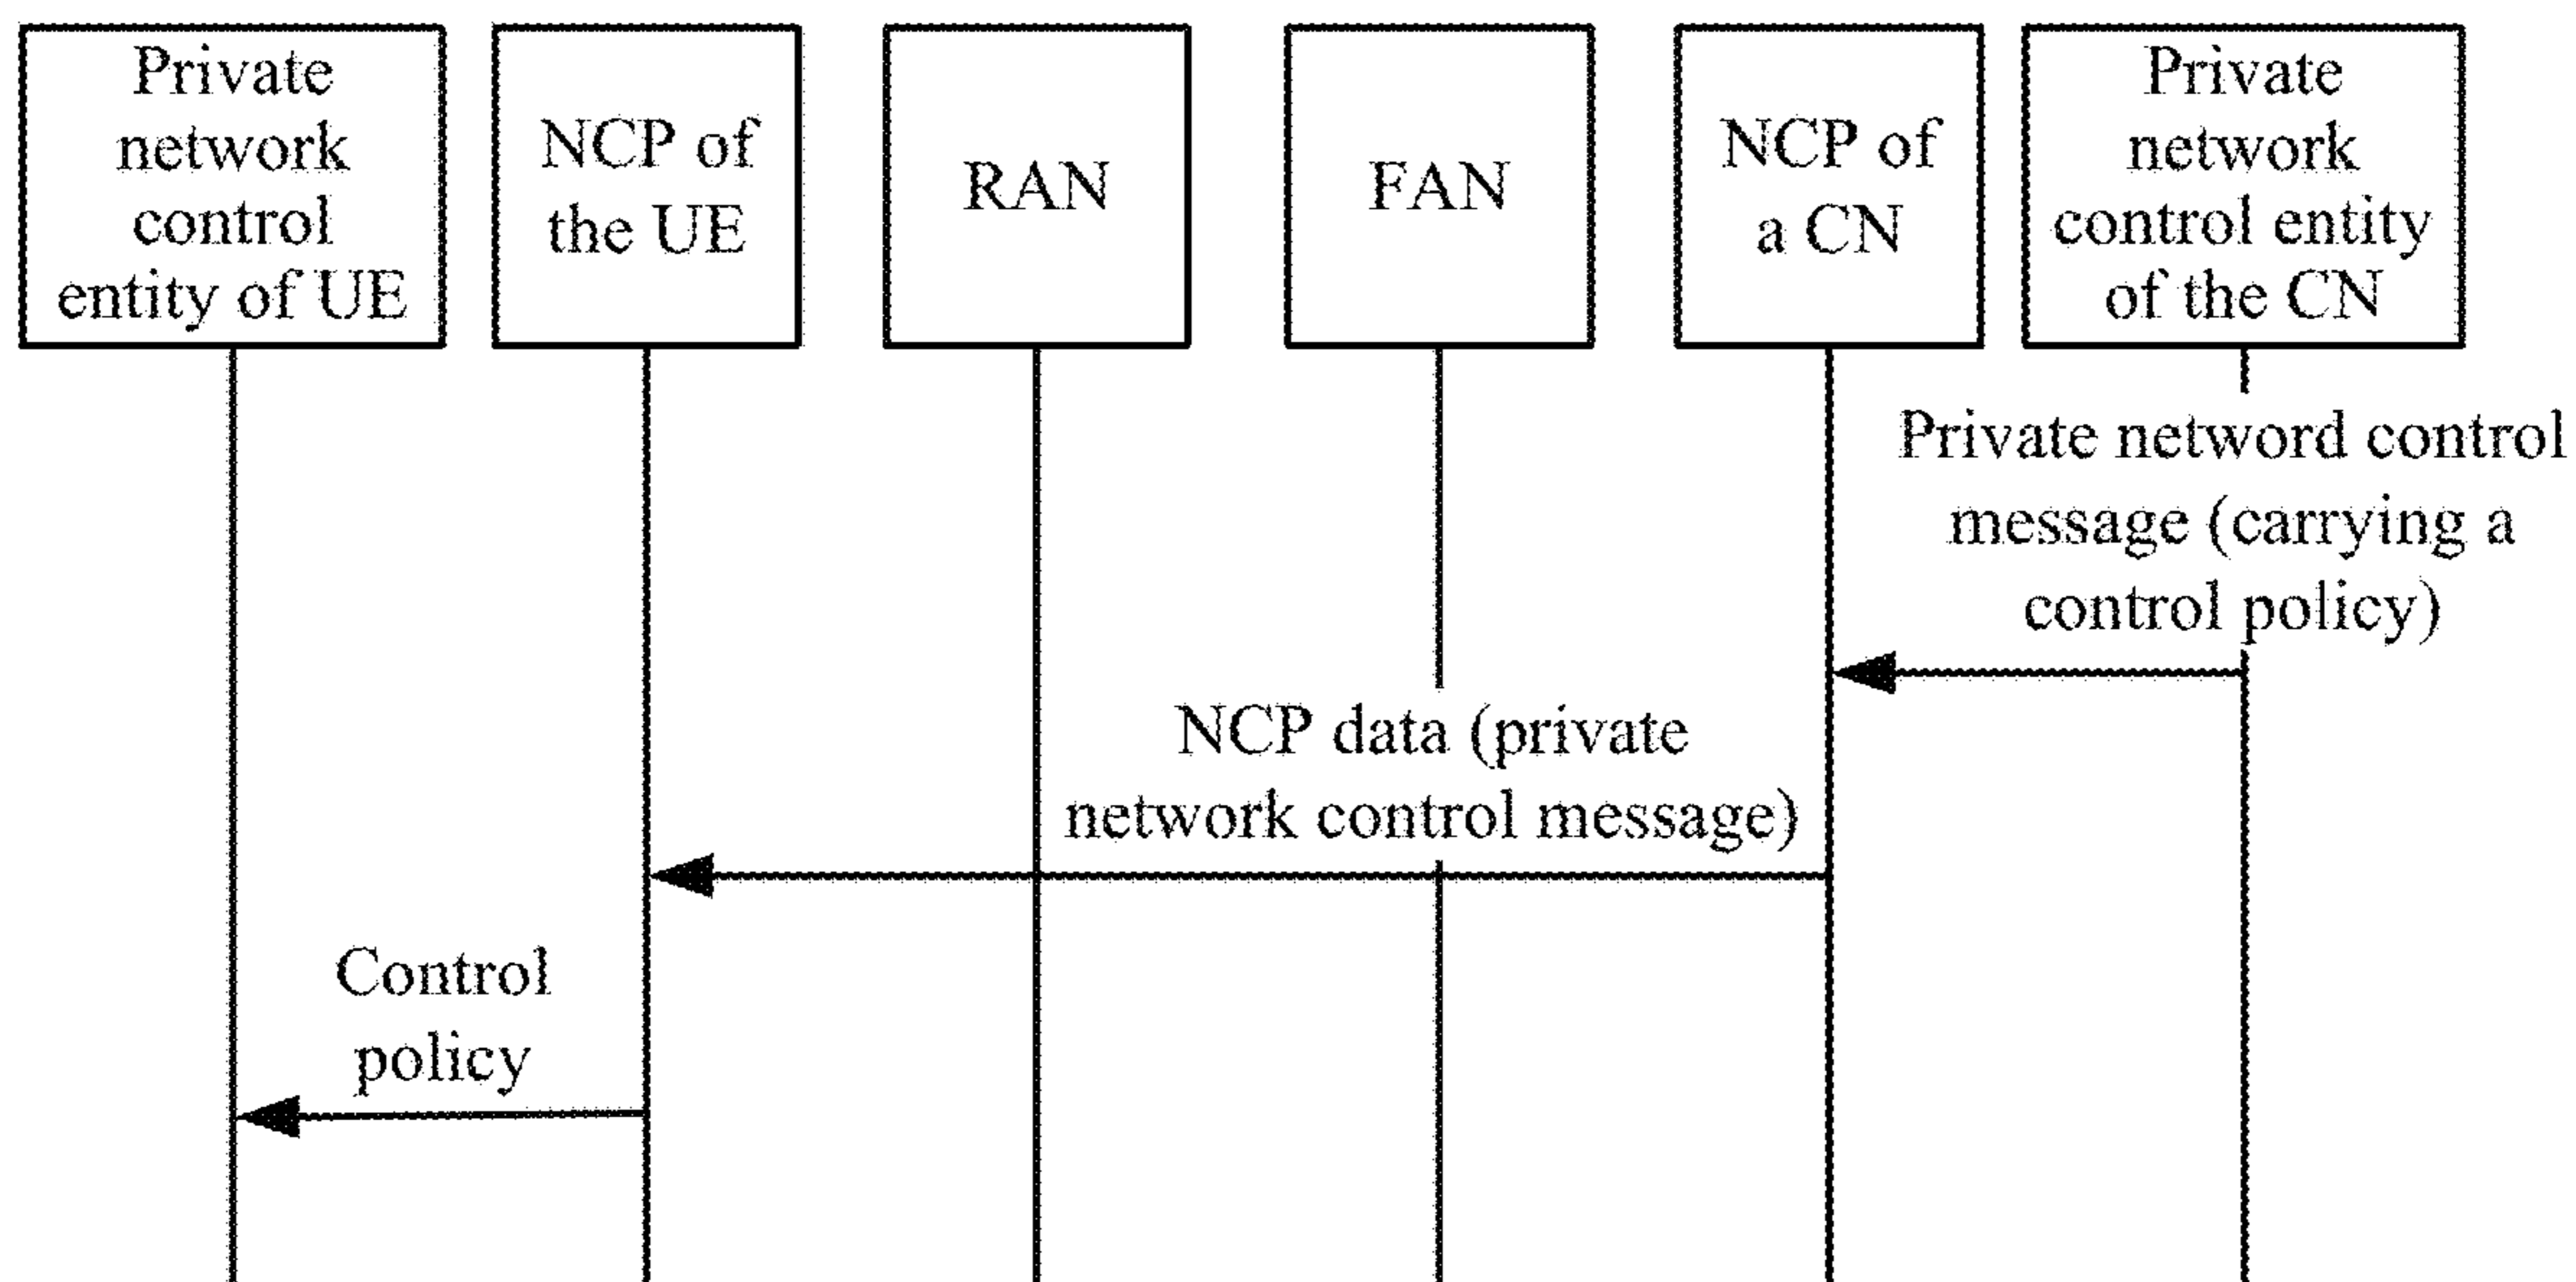 Private
network
control
entity of UE
NCP of
the UE
RAN
FAN
NCP of
a CN
Private
network
control entity
of the CN
Private netword control
message (carrying a
control policy)
NCP data (private
network control message)
Control
policy